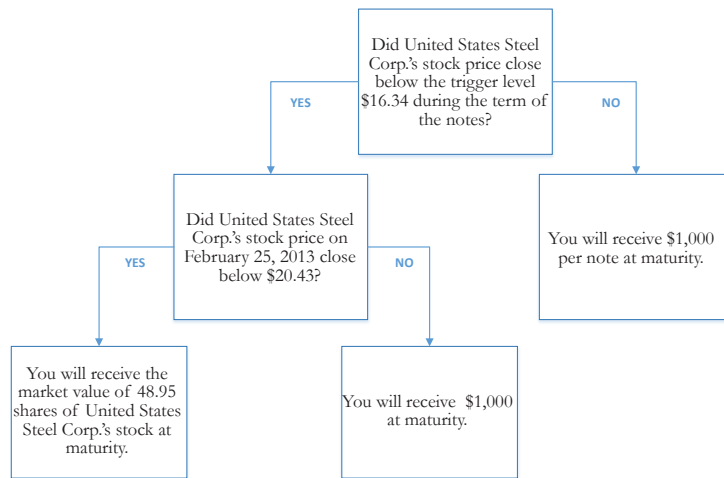 Did United States Steel
Corp.'s stock price close
below the trigger level
$16.34 during the term of
the notes?
YES
NO
Did United States Steel
Corp.'s stock price on
February 25, 2013 close
below $20.43?
You will receive $1,000
per note at maturity.
YES
NO
You will receive the
market value of 48.95
shares of United States
Steel Corp.'s stock at
maturity.
You will receive $1,000
at maturity.